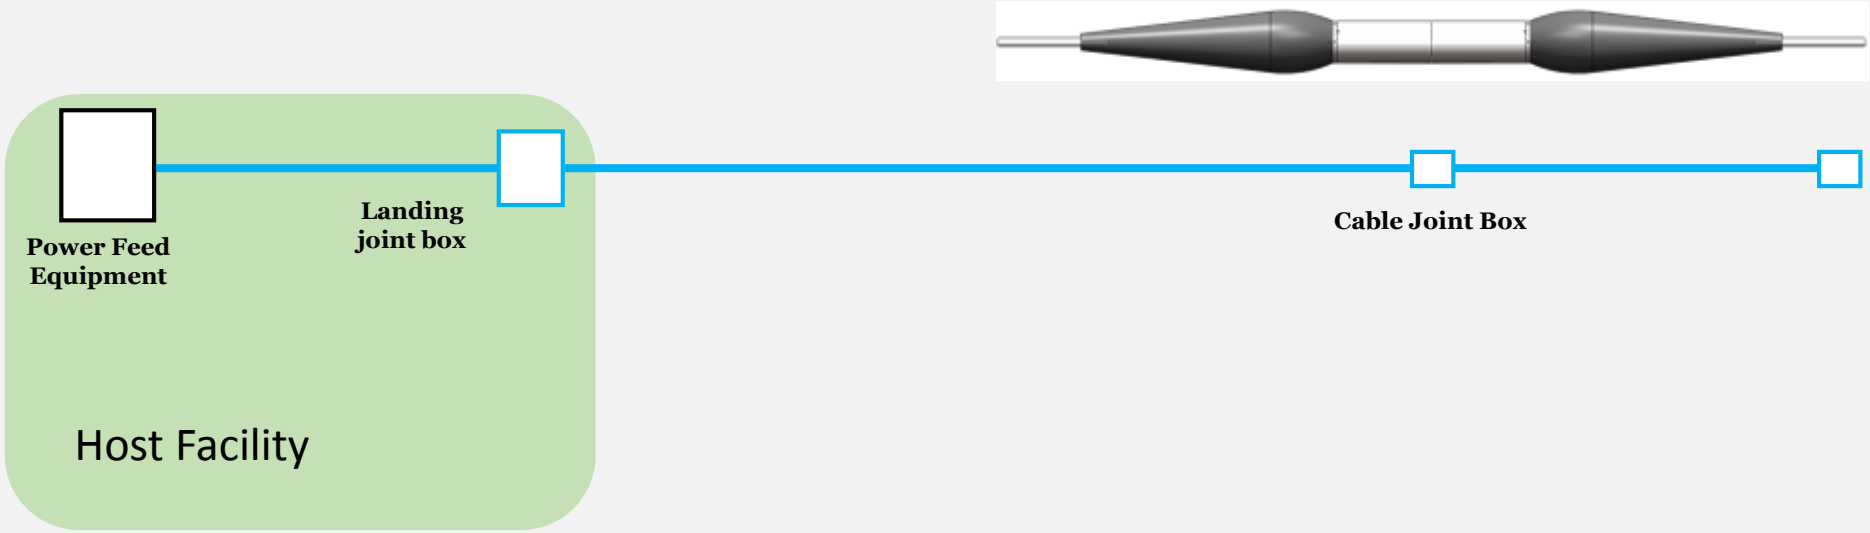 Landing
joint box
Cable Joint Box
Power Feed
Equipment
Host Facility